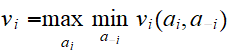 v_i = max_{a_i} min_{a_{-i}} v_i(a_i, a_{-i})